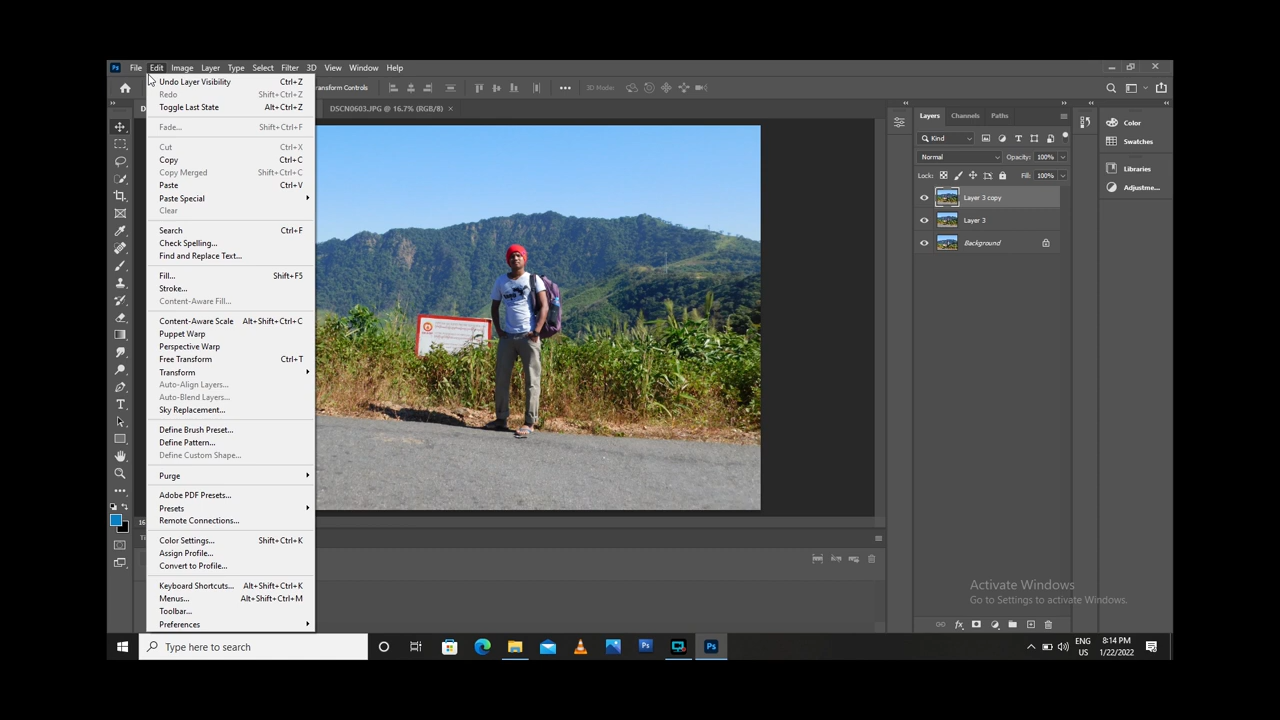 Ps File Edit Image Layer Type Select Filter 3D View Window Help
Transform Controls 3D Mode:
DSCN0603.JPG @ 16.7% (RGB/8) ×
Undo Layer Visibility Ctrl+Z
Redo Shift+Ctrl+Z
Toggle Last State Alt+Ctrl+Z
Fade... Shift+Ctrl+F
Cut Ctrl+X
Copy Ctrl+C
Copy Merged Shift+Ctrl+C
Paste Ctrl+V
Paste Special
Clear
Search Ctrl+F
Check Spelling...
Find and Replace Text...
Fill... Shift+F5
Stroke...
Content-Aware Fill...
Content-Aware Scale Alt+Shift+Ctrl+C
Puppet Warp
Perspective Warp
Free Transform Ctrl+T
Transform
Auto-Align Layers...
Auto-Blend Layers...
Sky Replacement...
Define Brush Preset...
Define Pattern...
Define Custom Shape...
Purge
Adobe PDF Presets...
Presets
Remote Connections...
Color Settings... Shift+Ctrl+K
Assign Profile...
Convert to Profile...
Keyboard Shortcuts... Alt+Shift+Ctrl+K
Menus... Alt+Shift+Ctrl+M
Toolbar...
Preferences
Layers Channels Paths
Kind
Normal Opacity: 100%
Lock: Fill: 100%
Layer 3 copy
Layer 3
Background
Color
Swatches
Libraries
Adjustme...
Activate Windows
Go to Settings to activate Windows.
Type here to search
ENG
US
8:14 PM
1/22/2022